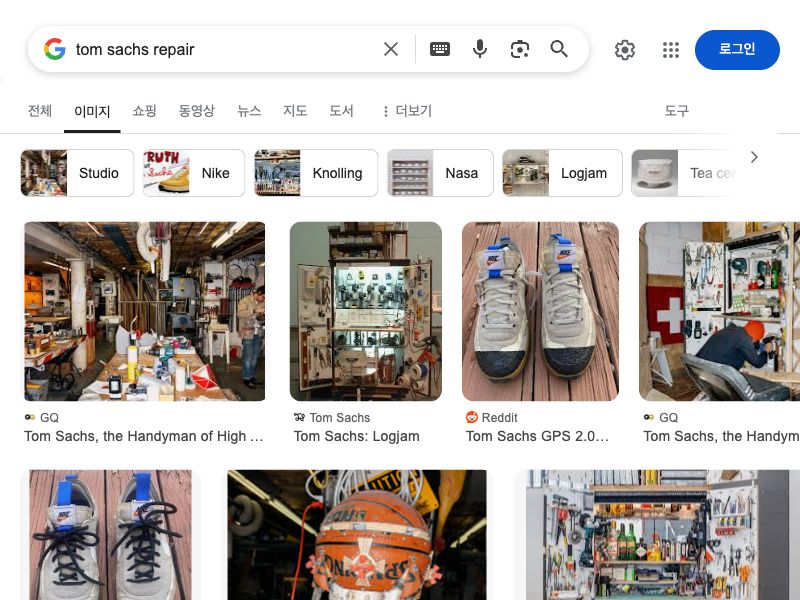 tom sachs repair
로그인
전체 이미지 쇼핑 동영상 뉴스 지도 도서 더보기 도구
Studio Nike Knolling Nasa Logjam Tea cer
GQ
Tom Sachs, the Handyman of High ...
Tom Sachs
Tom Sachs: Logjam
Reddit
Tom Sachs GPS 2.0...
GQ
Tom Sachs, the Handym